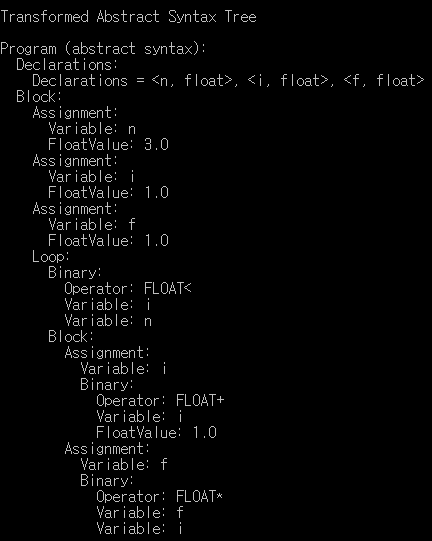 Transformed Abstract Syntax Tree
Program (abstract syntax):
Declarations:
Declarations = <n, float>, <i, float>, <f, float>
Block:
Assignment:
Variable: n
FloatValue: 3.0
Assignment:
Variable: i
FloatValue: 1.0
Assignment:
Variable: f
FloatValue: 1.0
Loop:
Binary:
Operator: FLOAT<
Variable: i
Variable: n
Block:
Assignment:
Variable: i
Binary:
Operator: FLOAT+
Variable: i
FloatValue: 1.0
Assignment:
Variable: f
Binary:
Operator: FLOAT*
Variable: f
Variable: i